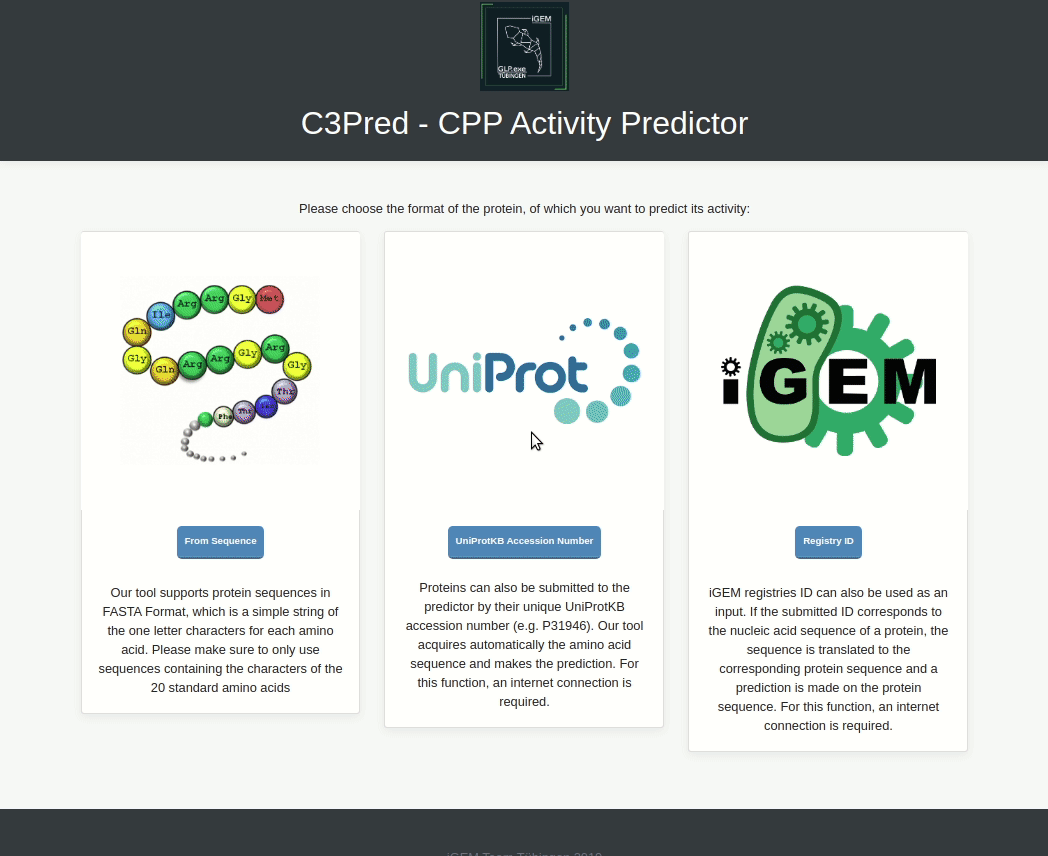 iGEM
GLP.exe
TÜBINGEN
C3Pred - CPP Activity Predictor
Please choose the format of the protein, of which you want to predict its activity:
Ile Arg Arg Gly Met
Gln
Gly Gln Arg Arg Gly Arg Gly
Thr
Phe Thr
UniProt
iGEM
From Sequence
Our tool supports protein sequences in
FASTA Format, which is a simple string of
the one letter characters for each amino
acid. Please make sure to only use
sequences containing the characters of the
20 standard amino acids
UniProtKB Accession Number
Proteins can also be submitted to the
predictor by their unique UniProtKB
accession number (e.g. P31946). Our tool
acquires automatically the amino acid
sequence and makes the prediction. For
this function, an internet connection is
required.
Registry ID
iGEM registries ID can also be used as an
input. If the submitted ID corresponds to
the nucleic acid sequence of a protein, the
sequence is translated to the
corresponding protein sequence and a
prediction is made on the protein
sequence. For this function, an internet
connection is required.
iGEM Team Tübingen 2019